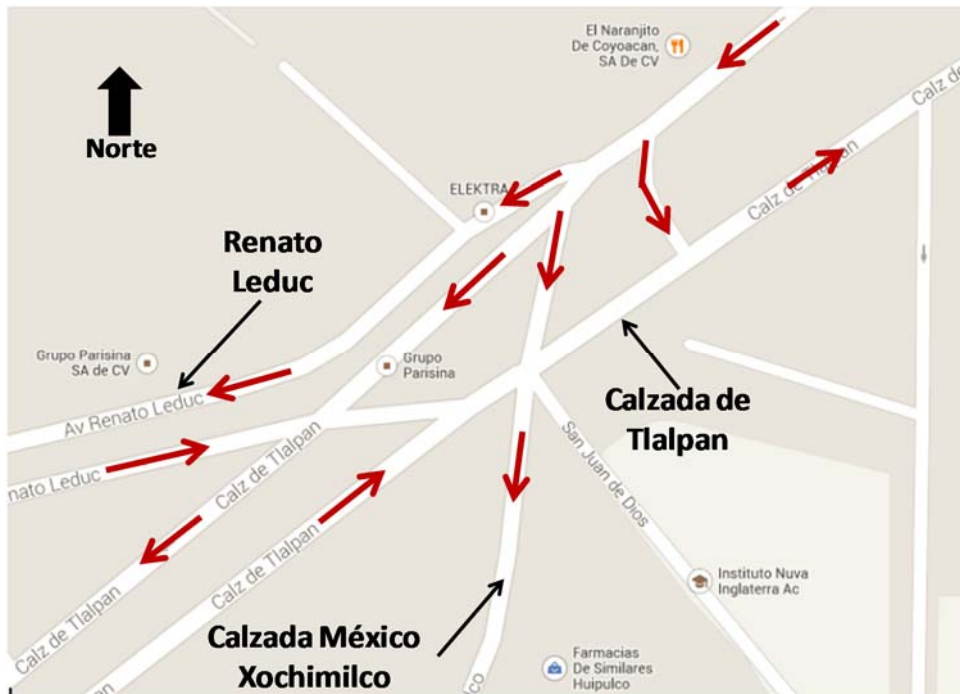 El Naranjito
De Coyoacan,
SA De CV
Calz de
Norte
Calz de Tlalpan
ELEKTRA
Renato
Leduc
Grupo Parisina
SA de CV
Grupo
Parisina
Calzada de
Tlalpan
Av Renato Leduc
Calz de Tlalpan
San Juan de Dios
nato Leduc
Calz de Tlalpan
Instituto Nuva
Inglaterra Ac
Calz de Tlalpan
Calzada México
Xochimilco
Farmacias
De Similares
Huipulco
Tlalpan
co